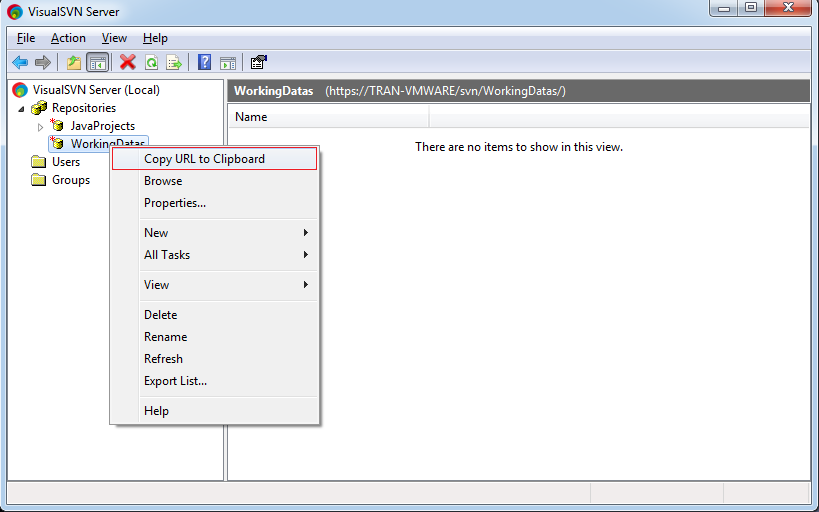 VisualSVN Server
File Action View Help
VisualSVN Server (Local)
Repositories
JavaProjects
WorkingDatas
Users
Groups
WorkingDatas (https://TRAN-VMWARE/svn/WorkingDatas/)
Name
There are no items to show in this view.
Copy URL to Clipboard
Browse
Properties...
New
All Tasks
View
Delete
Rename
Refresh
Export List...
Help